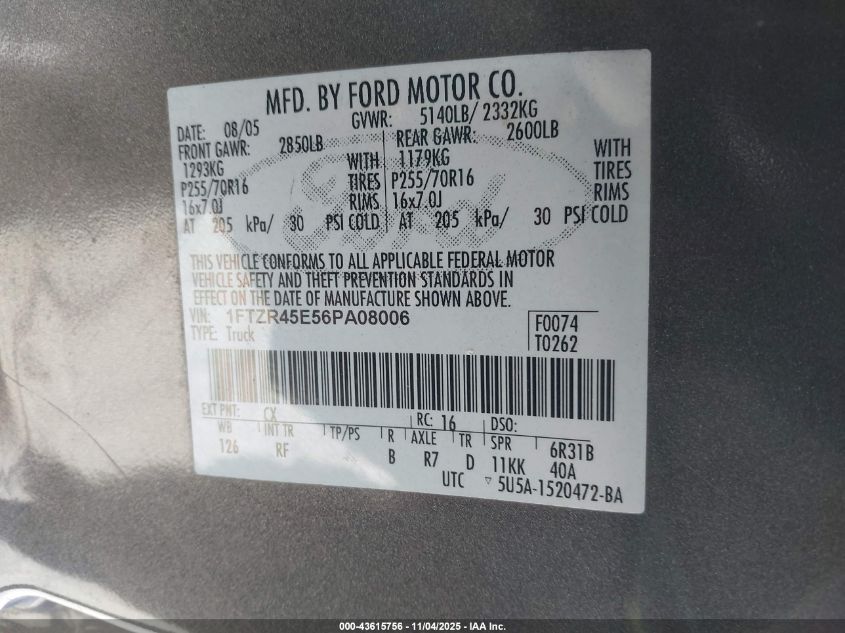 MFD. BY FORD MOTOR CO.
DATE: 08/05 GVWR: 5140LB/ 2332KG
FRONT GAWR: 2850LB REAR GAWR: 2600LB
1293KG WITH 1179KG WITH
P255/70R16 TIRES P255/70R16 TIRES
16x7.0J RIMS 16x7.0J RIMS
AT 205 kPa/ 30 PSI COLD AT 205 kPa/ 30 PSI COLD
THIS VEHICLE CONFORMS TO ALL APPLICABLE FEDERAL MOTOR
VEHICLE SAFETY AND THEFT PREVENTION STANDARDS IN
EFFECT ON THE DATE OF MANUFACTURE SHOWN ABOVE.
VIN: 1FTZR45E56PA08006 F0074
TYPE: Truck T0262
EXT PNT: CX RC: 16 DSO:
WB INT TR TP/PS R AXLE TR SPR 6R31B
126 RF B R7 D 11KK 40A
UTC ▽ 5U5A-1520472-BA
Ford
000-43615756 - 11/04/2025 - IAA Inc.